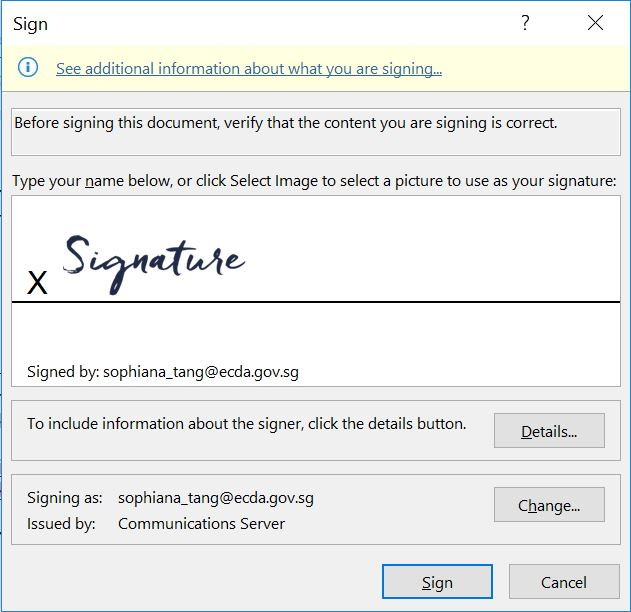 Sign
?
See additional information about what you are signing...
Before signing this document, verify that the content you are signing is correct.
Type your name below, or click Select Image to select a picture to use as your signature:
X Signature
Signed by: sophiana_tang@ecda.gov.sg
To include information about the signer, click the details button.
Details...
Signing as: sophiana_tang@ecda.gov.sg
Issued by: Communications Server
Change...
Sign
Cancel